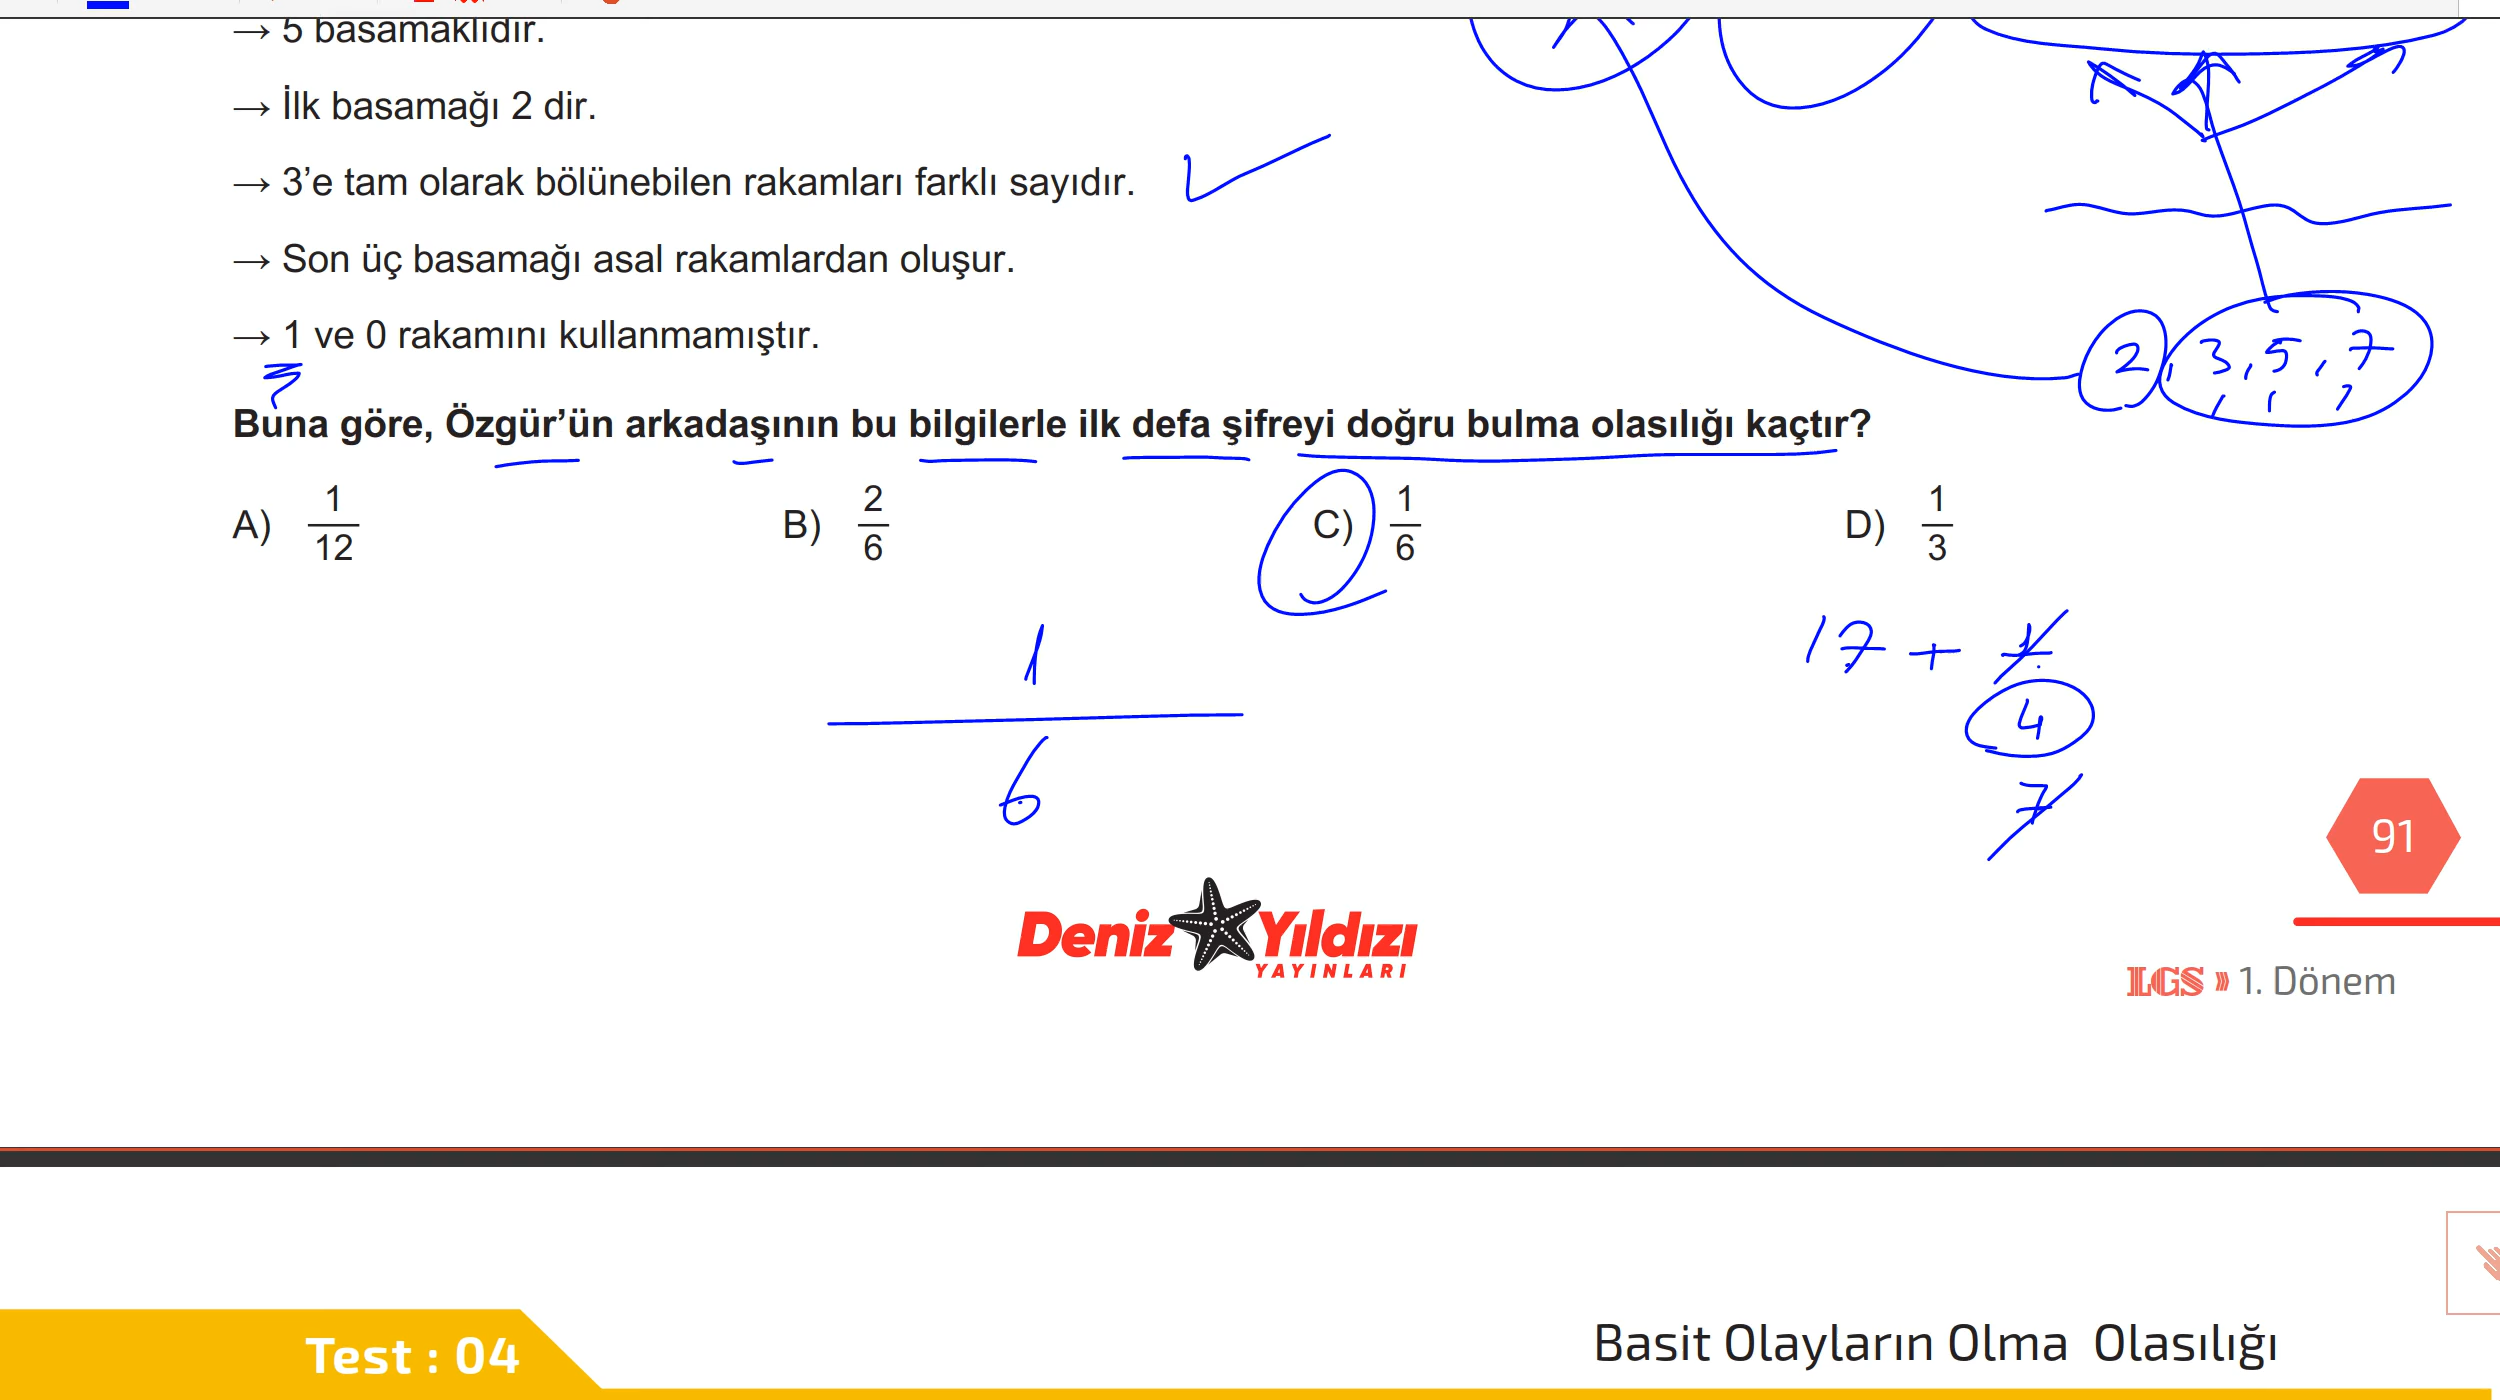 → 5 basamaklıdır.
→ İlk basamağı 2 dir.
→ 3’e tam olarak bölünebilen rakamları farklı sayıdır.
→ Son üç basamağı asal rakamlardan oluşur.
→ 1 ve 0 rakamını kullanmamıştır.
2, 3, 5, 7
Buna göre, Özgür’ün arkadaşının bu bilgilerle ilk defa şifreyi doğru bulma olasılığı kaçtır?
A) 1/12 B) 2/6 C) 1/6 D) 1/3
17 + 1
4
7
1
6
91
Deniz Yıldızı
YAYINLARI
LGS 1. Dönem
Test : 04
Basit Olayların Olma Olasılığı